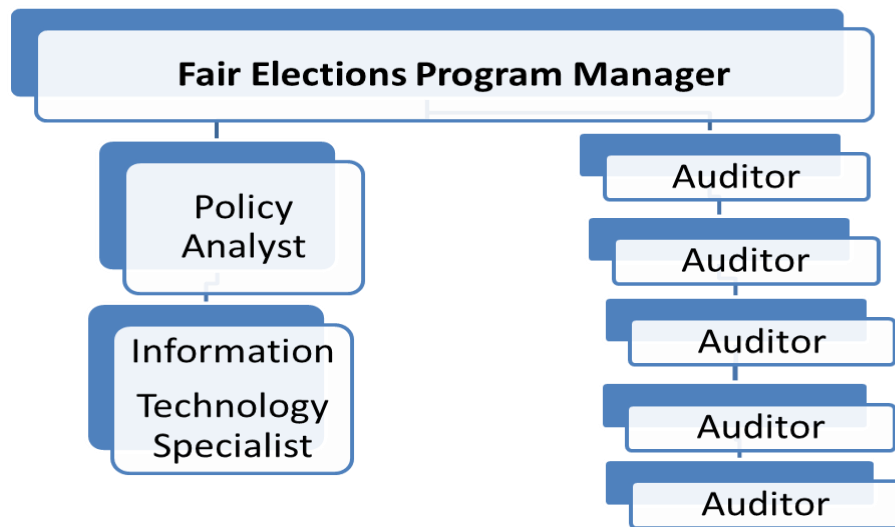 Fair Elections Program Manager
Policy
Analyst
Information
Technology
Specialist
Auditor
Auditor
Auditor
Auditor
Auditor